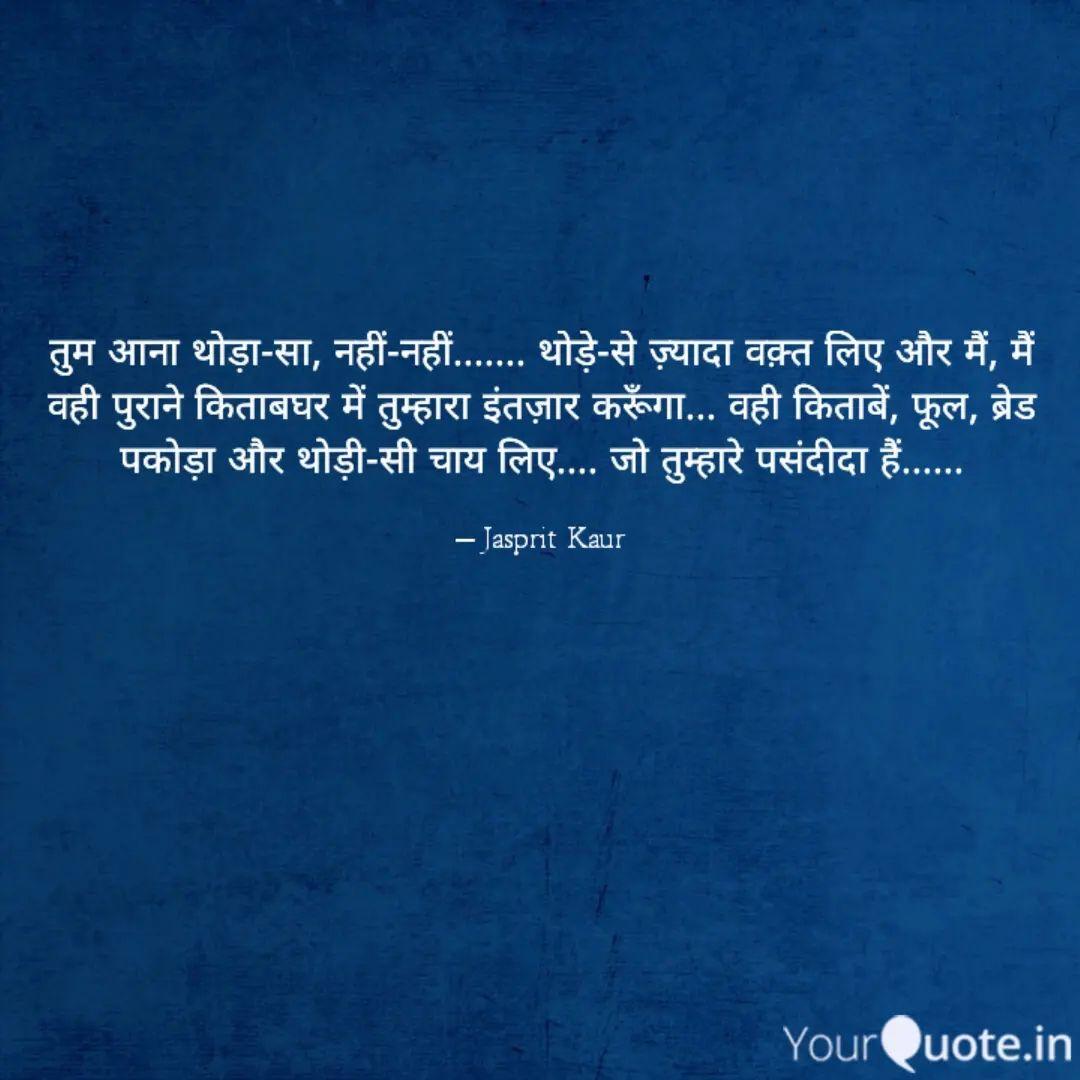 तुम आना थोड़ा-सा, नहीं-नहीं....... थोड़े-से ज़्यादा वक़्त लिए और मैं, मैं
वही पुराने किताबघर में तुम्हारा इंतज़ार करूँगा... वही किताबें, फूल, ब्रेड
पकोड़ा और थोड़ी-सी चाय लिए.... जो तुम्हारे पसंदीदा हैं......
– Jasprit Kaur
YourQuote.in